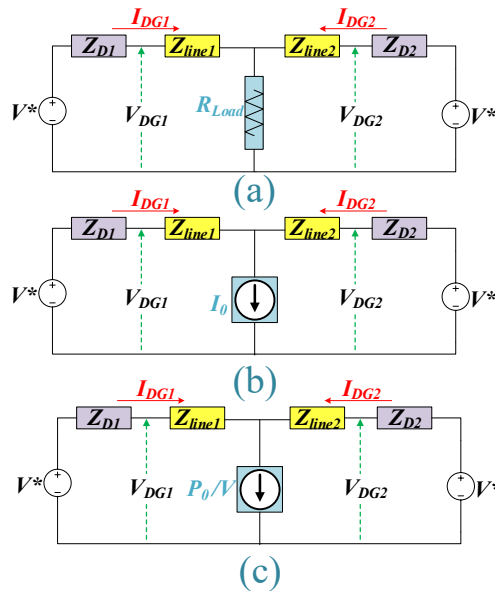 I_DG1 I_DG2
Z_D1 Z_line1 Z_line2 Z_D2
V* V_DG1 R_Load V_DG2 V*
(a)
I_DG1 I_DG2
Z_D1 Z_line1 Z_line2 Z_D2
V* V_DG1 I_0 V_DG2 V*
(b)
I_DG1 I_DG2
Z_D1 Z_line1 Z_line2 Z_D2
V* V_DG1 P_0/V V_DG2 V*
(c)